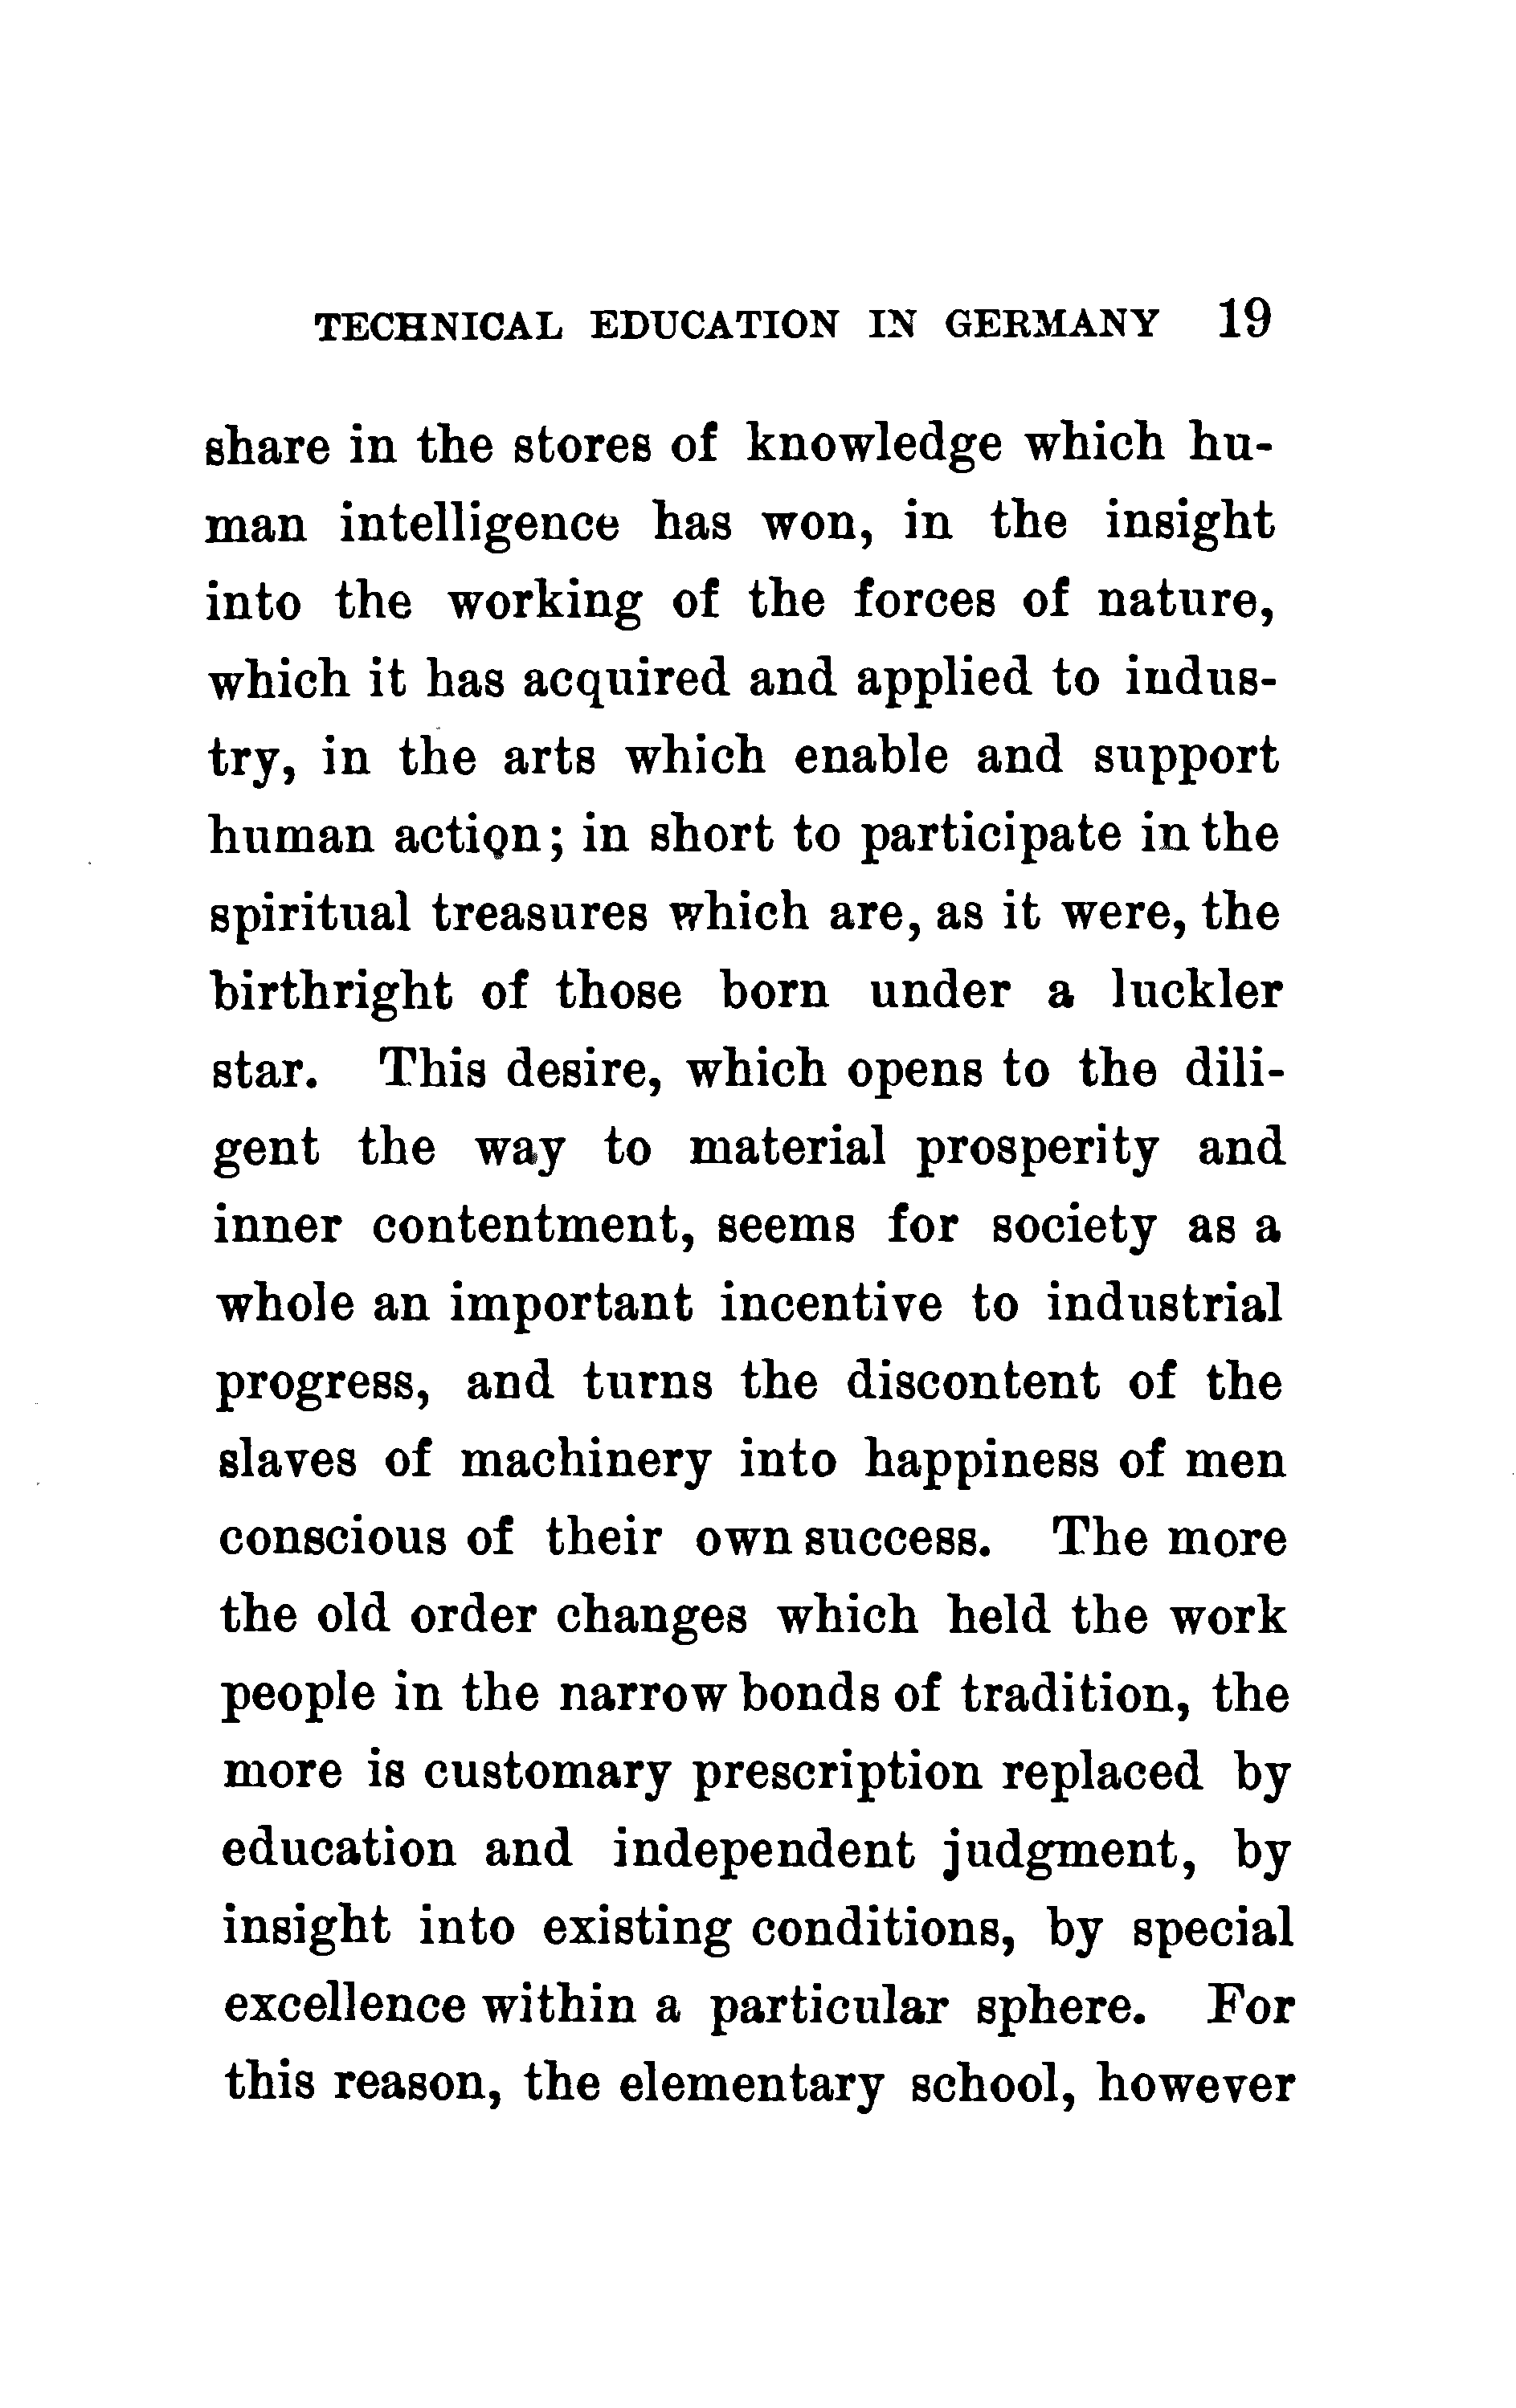 TECHNICAL EDUCATION IN GERMANY 19
share in the stores of knowledge which hu-
man intelligence has won, in the insight
into the working of the forces of nature,
which it has acquired and applied to indus-
try, in the arts which enable and support
human action; in short to participate in the
spiritual treasures which are, as it were, the
birthright of those born under a luckler
star. This desire, which opens to the dili-
gent the way to material prosperity and
inner contentment, seems for society as a
whole an important incentive to industrial
progress, and turns the discontent of the
slaves of machinery into happiness of men
conscious of their own success. The more
the old order changes which held the work
people in the narrow bonds of tradition, the
more is customary prescription replaced by
education and independent judgment, by
insight into existing conditions, by special
excellence within a particular sphere. For
this reason, the elementary school, however